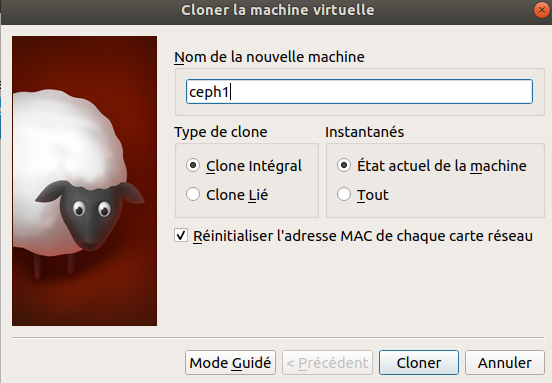 Cloner la machine virtuelle
Nom de la nouvelle machine
ceph1
Type de clone
Instantanés
Clone Intégral
État actuel de la machine
Clone Lié
Tout
Réinitialiser l'adresse MAC de chaque carte réseau
Mode Guidé
< Précédent
Cloner
Annuler